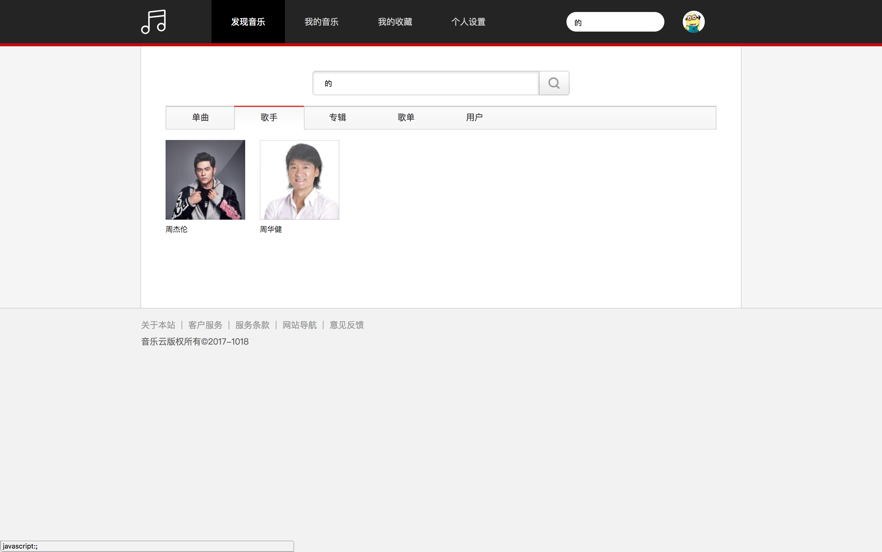 发现音乐 我的音乐 我的收藏 个人设置 的
的
单曲 歌手 专辑 歌单 用户
周杰伦 周华健
关于本站 | 客户服务 | 服务条款 | 网站导航 | 意见反馈
音乐云版权所有©2017-1018
javascript:;